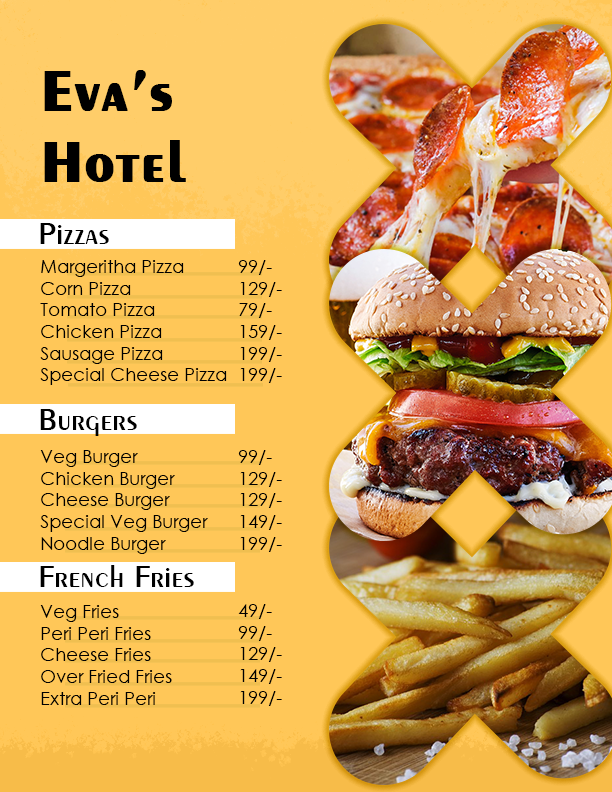 Eva's
Hotel
Pizzas
Margeritha Pizza 99/-
Corn Pizza 129/-
Tomato Pizza 79/-
Chicken Pizza 159/-
Sausage Pizza 199/-
Special Cheese Pizza 199/-
Burgers
Veg Burger 99/-
Chicken Burger 129/-
Cheese Burger 129/-
Special Veg Burger 149/-
Noodle Burger 199/-
French Fries
Veg Fries 49/-
Peri Peri Fries 99/-
Cheese Fries 129/-
Over Fried Fries 149/-
Extra Peri Peri 199/-